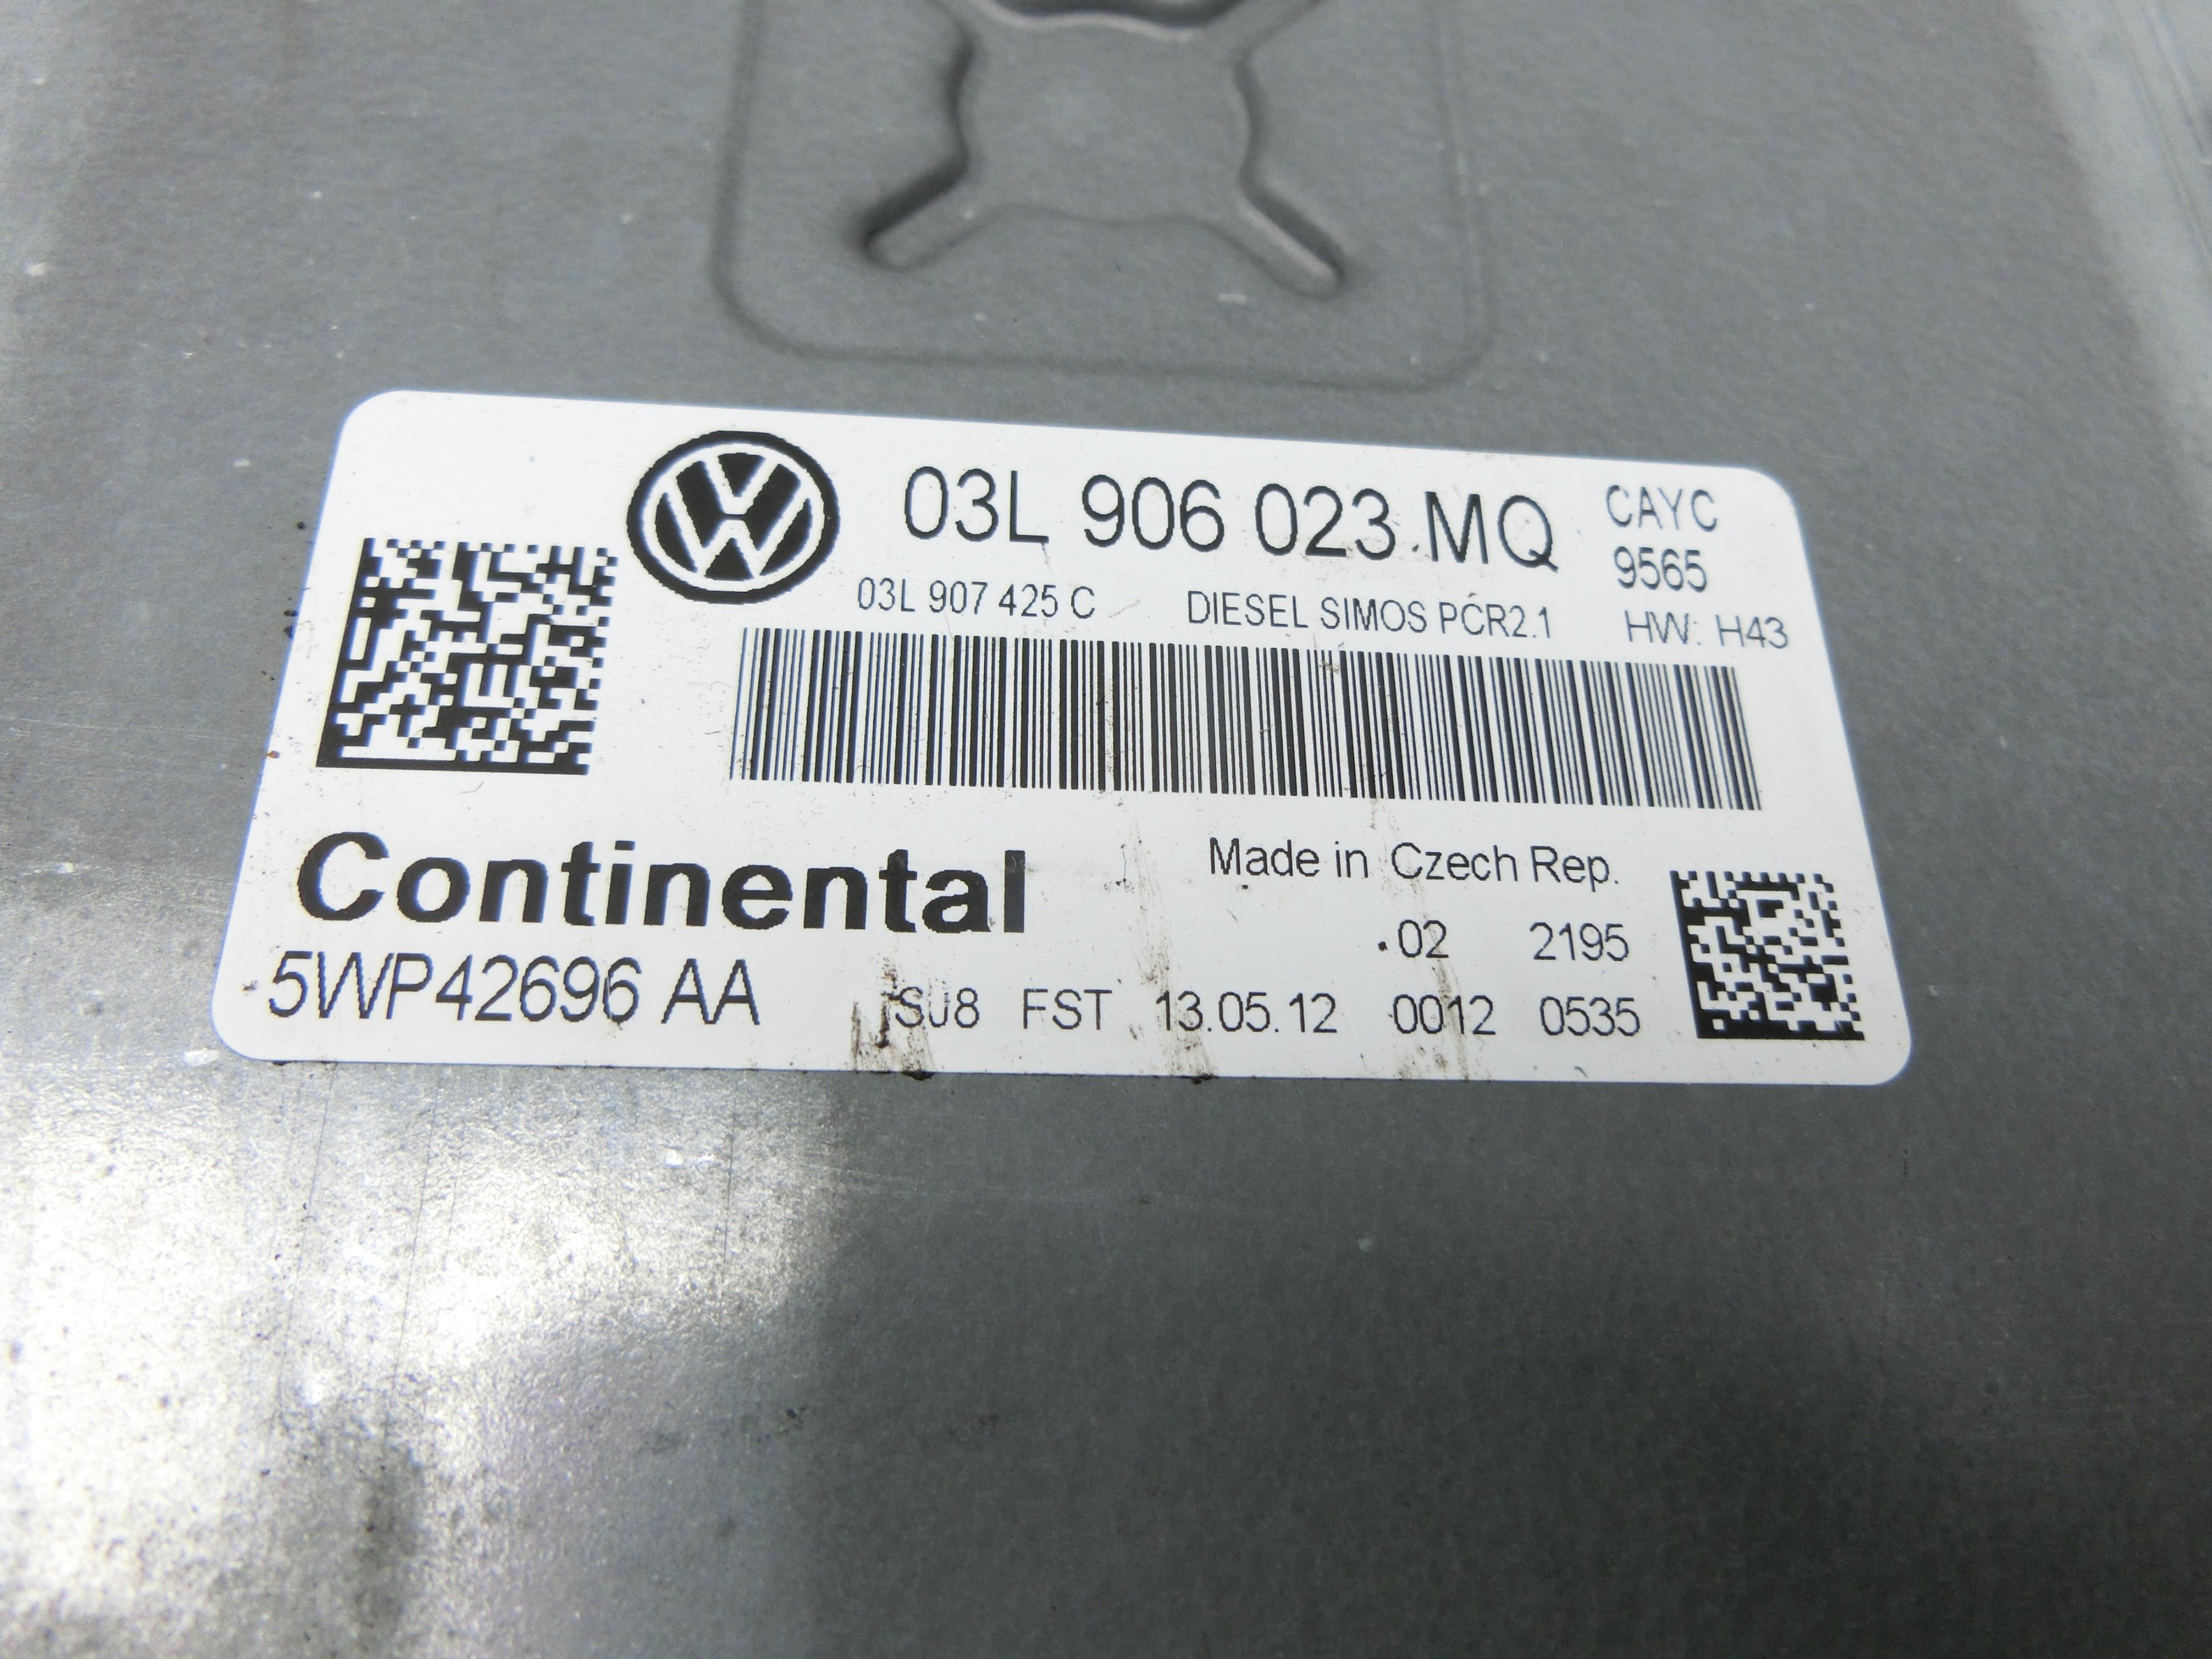 03L 906 023 MQ CAYC
9565
03L 907 425 C DIESEL SIMOS PCR2.1 HW: H43
Continental
Made in Czech Rep.
02 2195
5WP42696 AA
SU8 FST 13.05.12 0012 0535